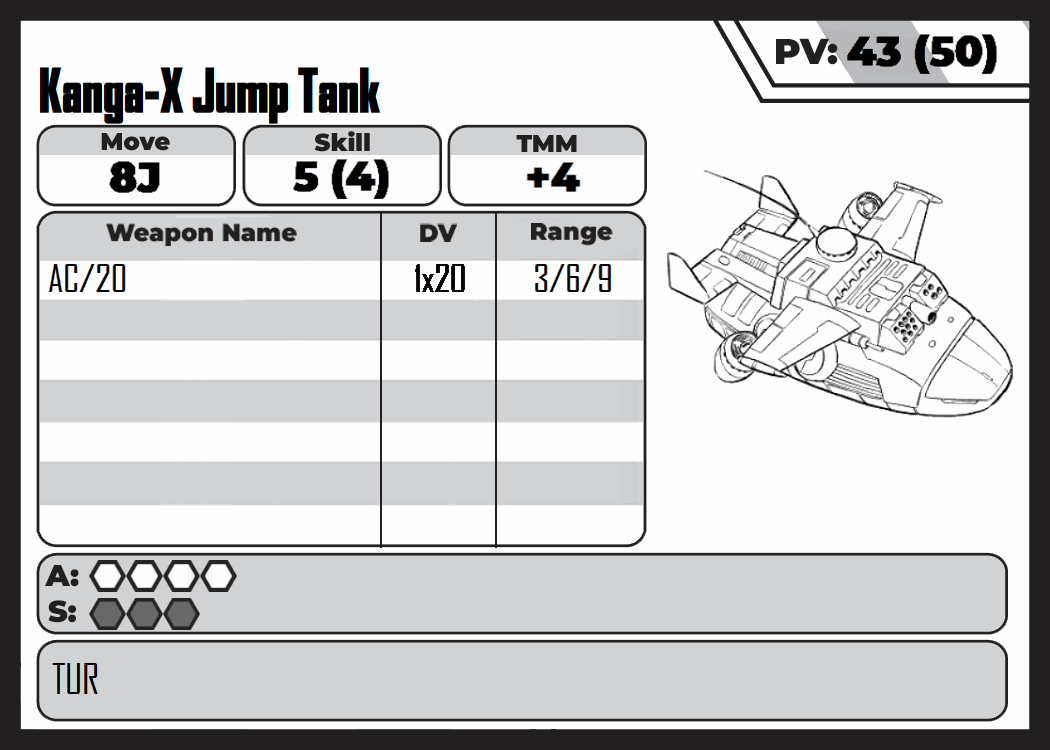 PV: 43 (50)
Kanga-X Jump Tank
Move Skill TMM
8J 5 (4) +4
Weapon Name DV Range
AC/20 1x20 3/6/9
A:
S:
TUR